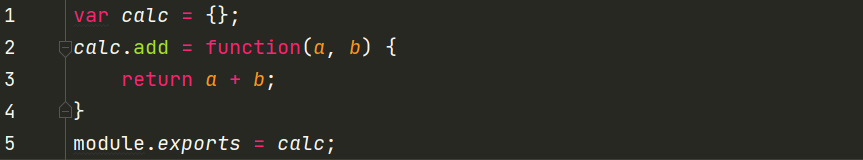 1 var calc = {};
2 calc.add = function(a, b) {
3     return a + b;
4 }
5 module.exports = calc;